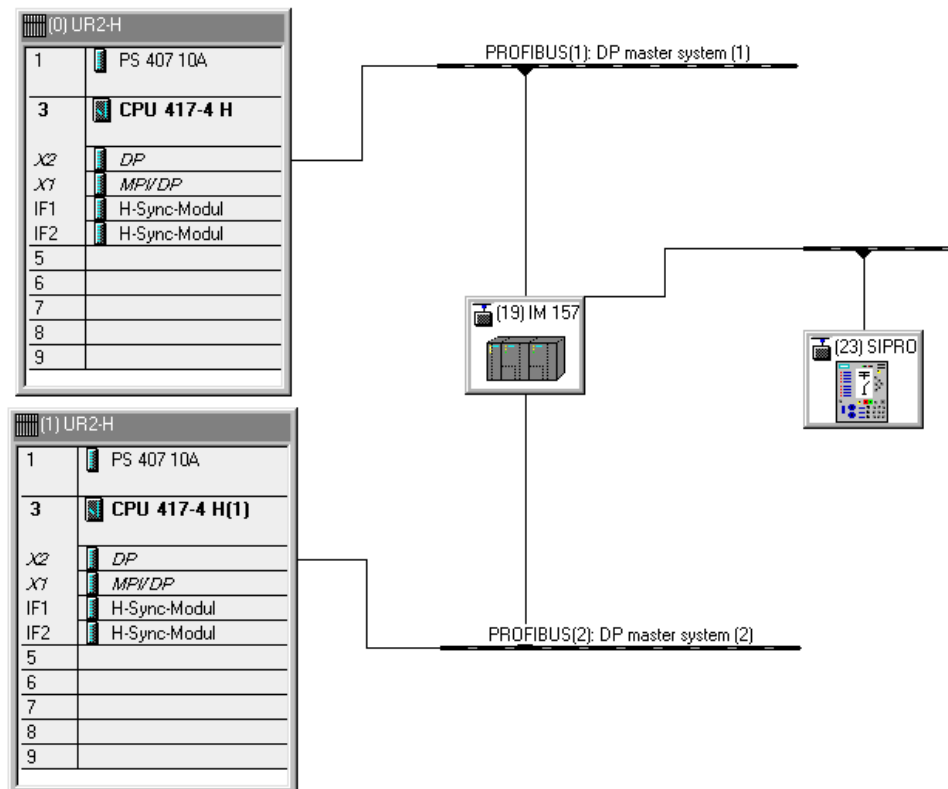 (0) UR2-H
1 PS 407 10A
3 CPU 417-4 H
X2 DP
X1 MPI/DP
IF1 H-Sync-Modul
IF2 H-Sync-Modul
5
6
7
8
9
PROFIBUS(1): DP master system (1)
(19) IM 157
(23) SIPRO
(1) UR2-H
1 PS 407 10A
3 CPU 417-4 H(1)
X2 DP
X1 MPI/DP
IF1 H-Sync-Modul
IF2 H-Sync-Modul
5
6
7
8
9
PROFIBUS(2): DP master system (2)